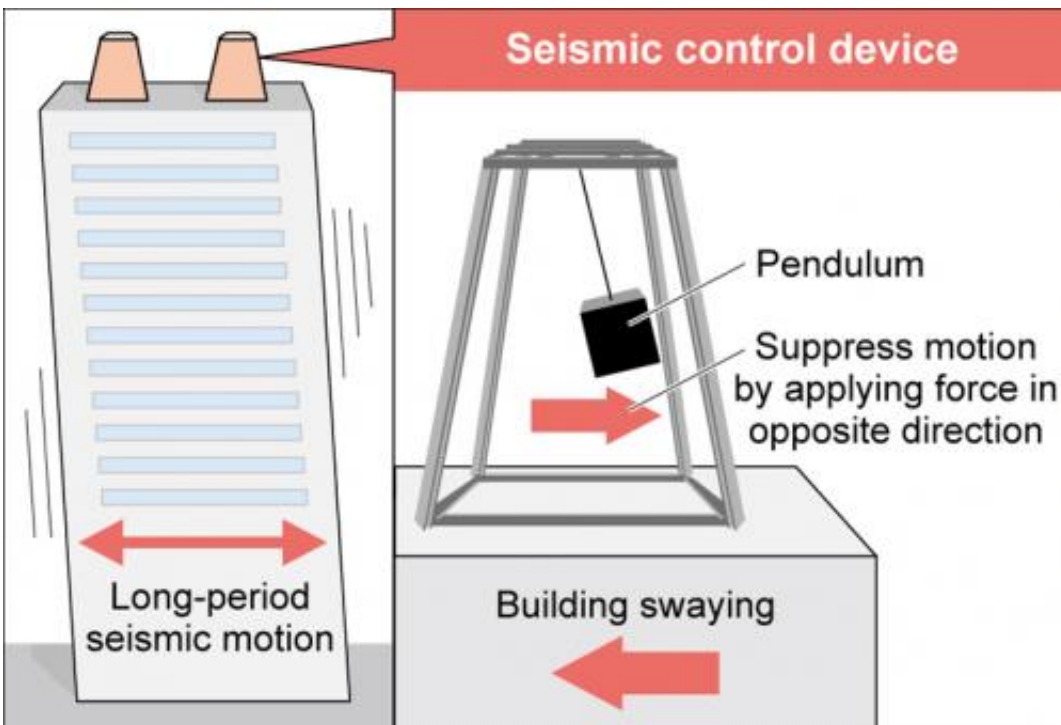 Seismic control device
Pendulum
Suppress motion
by applying force in
opposite direction
Long-period
seismic motion
Building swaying